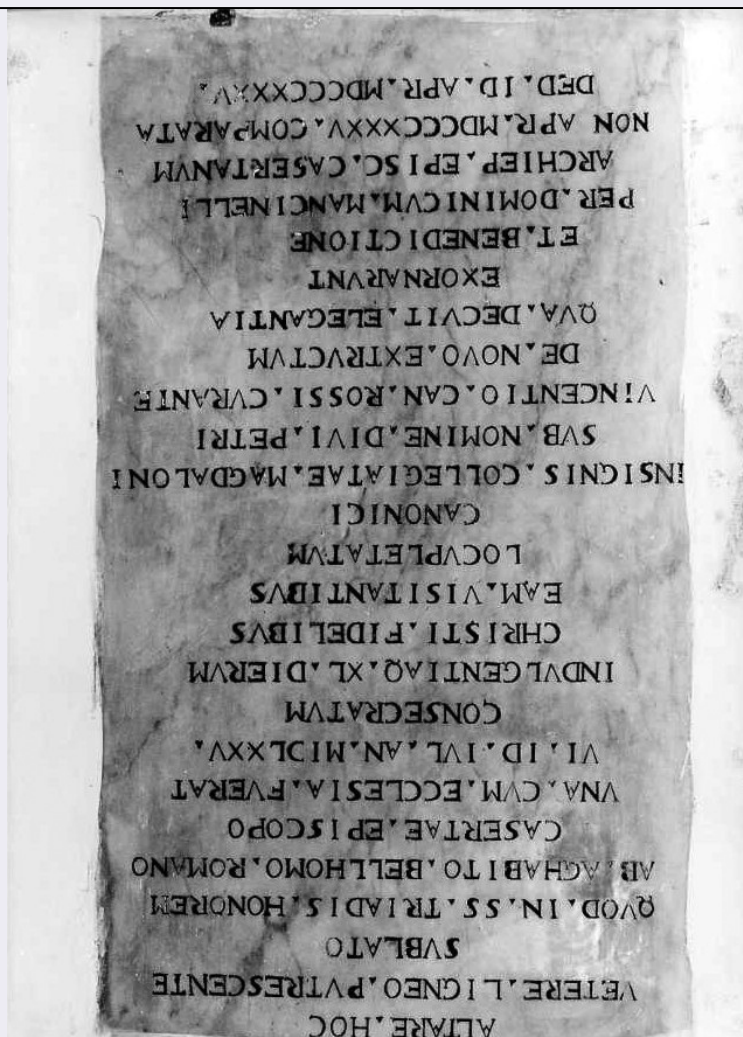 ALTARE. HOC
VETERE. LIGNEO. PVTRESCENTE
SVBLATO
QVOD. IN. SS. TRIADIS. HONOREM
AB. AGHABITO. BELLHOMO. ROMANO
CASERTAE. EPISCOPO
VNA. CVM. ECCLESIA. FVERAT
VI. ID. IVL. AN. MDCLXXV.
CONSECRATVM
INDVLGENTIAQ. XL. DIERVM
CHRISTI. FIDELIBVS
EAM. VISITANTIBVS
LOCVPLETATVM
CANONICI
INSIGNIS. COLLEGIATAE. MAGDALONI
SVB. NOMINE. DIVI. PETRI
VINCENTIO. CAN. ROSSI. CVRANTE
DE. NOVO. EXTRVCTVM
QVA. DECVIT. ELEGANTIA
EXORNARVNT
ET. BENEDICTIONE
PER. DOMINICVM. MANCINELLI
ARCHIEP. EPISC. CASERTANVM
NON APR. MDCCCXXXV. COMPARATA
DED. ID. APR. MDCCCXXXV.